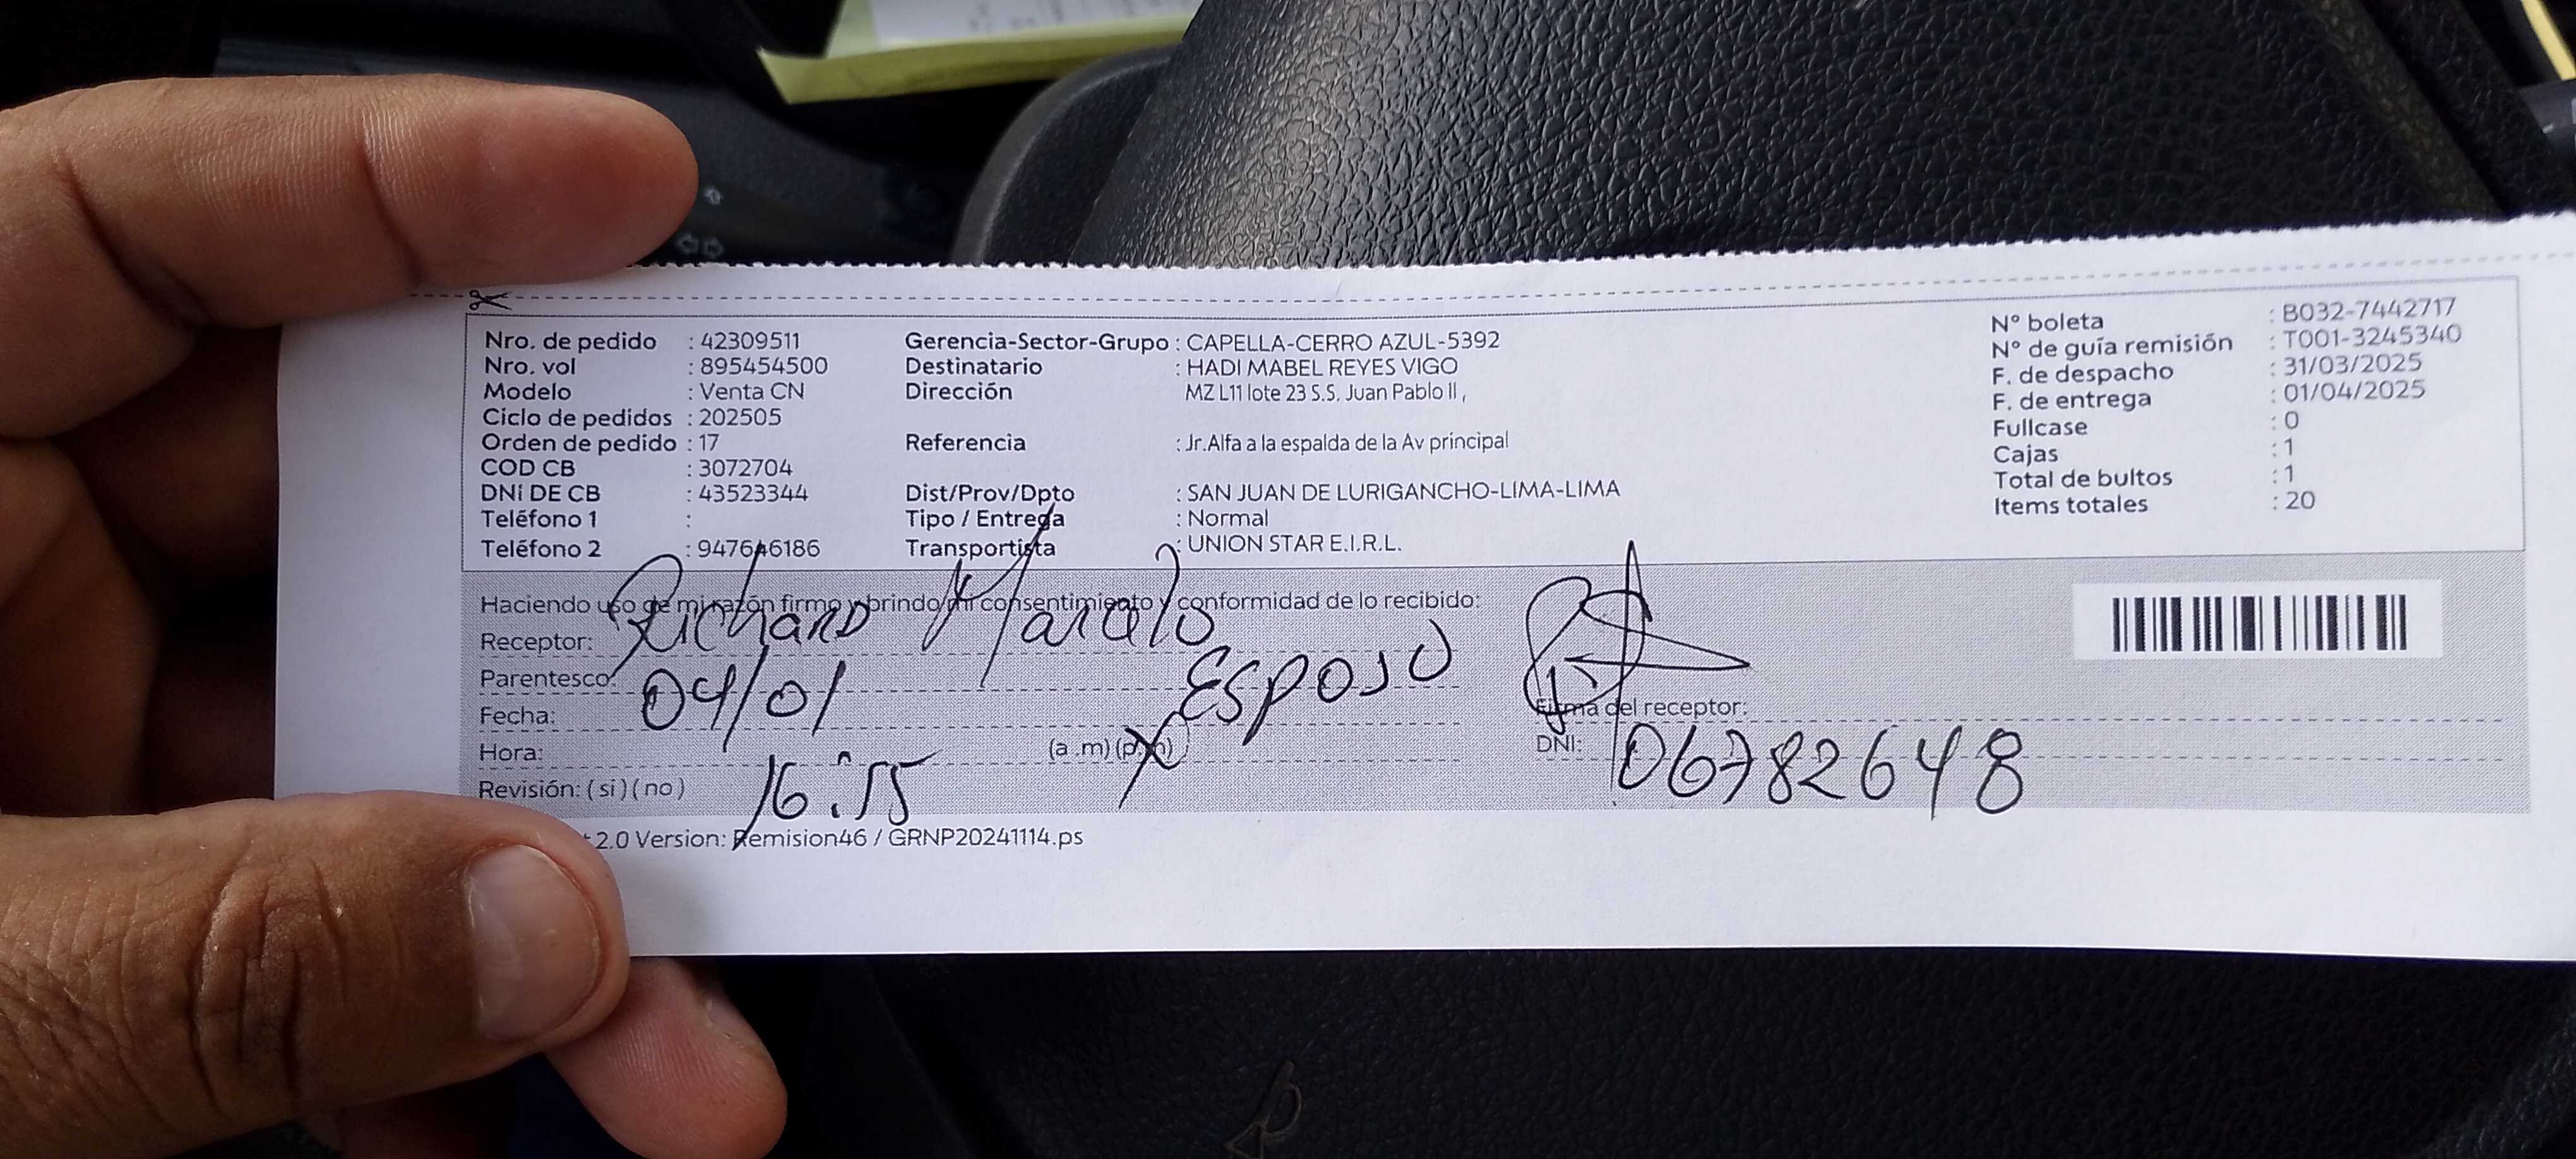 Nro. de pedido : 42309511
Nro. vol : 895454500
Modelo : Venta CN
Ciclo de pedidos : 202505
Orden de pedido : 17
COD CB : 3072704
DNI DE CB : 43523344
Teléfono 1 :
Teléfono 2 : 947646186
Gerencia-Sector-Grupo : CAPELLA-CERRO AZUL-5392
Destinatario : HADI MABEL REYES VIGO
Dirección MZ L11 lote 23 S.S. Juan Pablo II ,
Referencia : Jr.Alfa a la espalda de la Av principal
Dist/Prov/Dpto : SAN JUAN DE LURIGANCHO-LIMA-LIMA
Tipo / Entrega : Normal
Transportista : UNION STAR E.I.R.L.
N° boleta : B032-7442717
N° de guía remisión : T001-3245340
F. de despacho : 31/03/2025
F. de entrega : 01/04/2025
Fullcase : 0
Cajas : 1
Total de bultos : 1
Items totales : 20
Haciendo uso de mi razón firmo y brindo mi consentimiento y conformidad de lo recibido:
Receptor: Richard
Parentesco: Esposo
Fecha: 04/01
Hora: 16:15 (a .m) (p.m)
Revisión: ( si ) ( no )
Firma del receptor:
DNI: 06782648
2.0 Version: Remision46 / GRNP20241114.ps